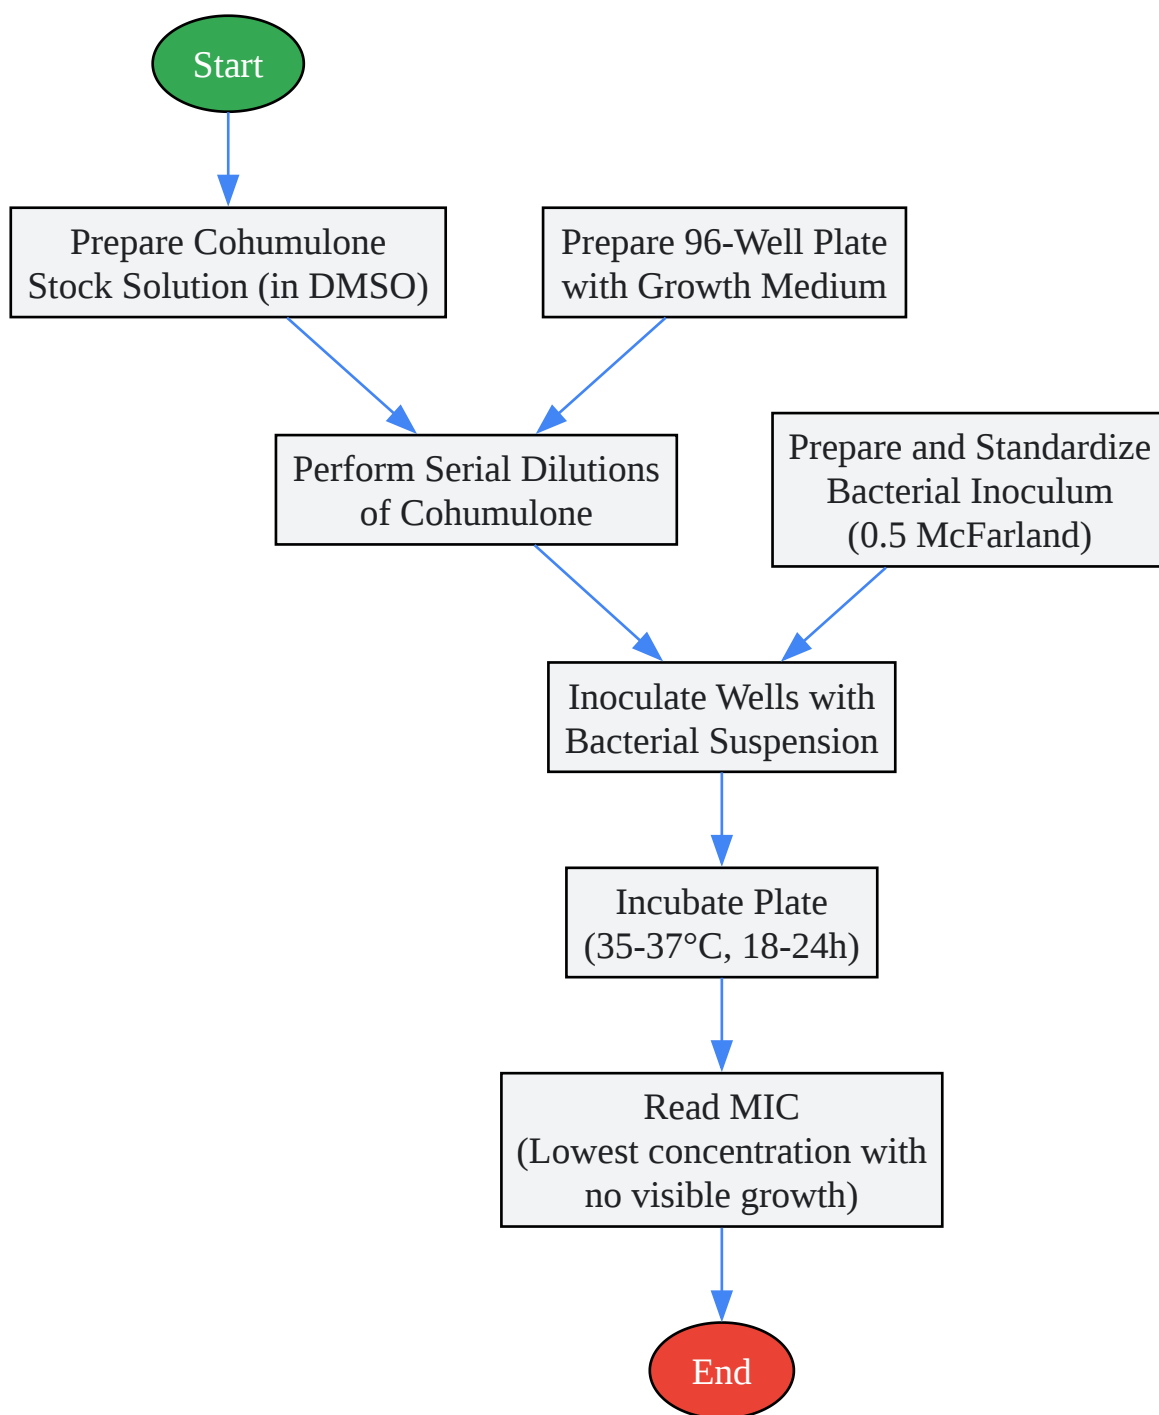 Start
Prepare Cohumulone
Stock Solution (in DMSO)
Prepare 96-Well Plate
with Growth Medium
Perform Serial Dilutions
of Cohumulone
Prepare and Standardize
Bacterial Inoculum
(0.5 McFarland)
Inoculate Wells with
Bacterial Suspension
Incubate Plate
(35-37°C, 18-24h)
Read MIC
(Lowest concentration with
no visible growth)
End